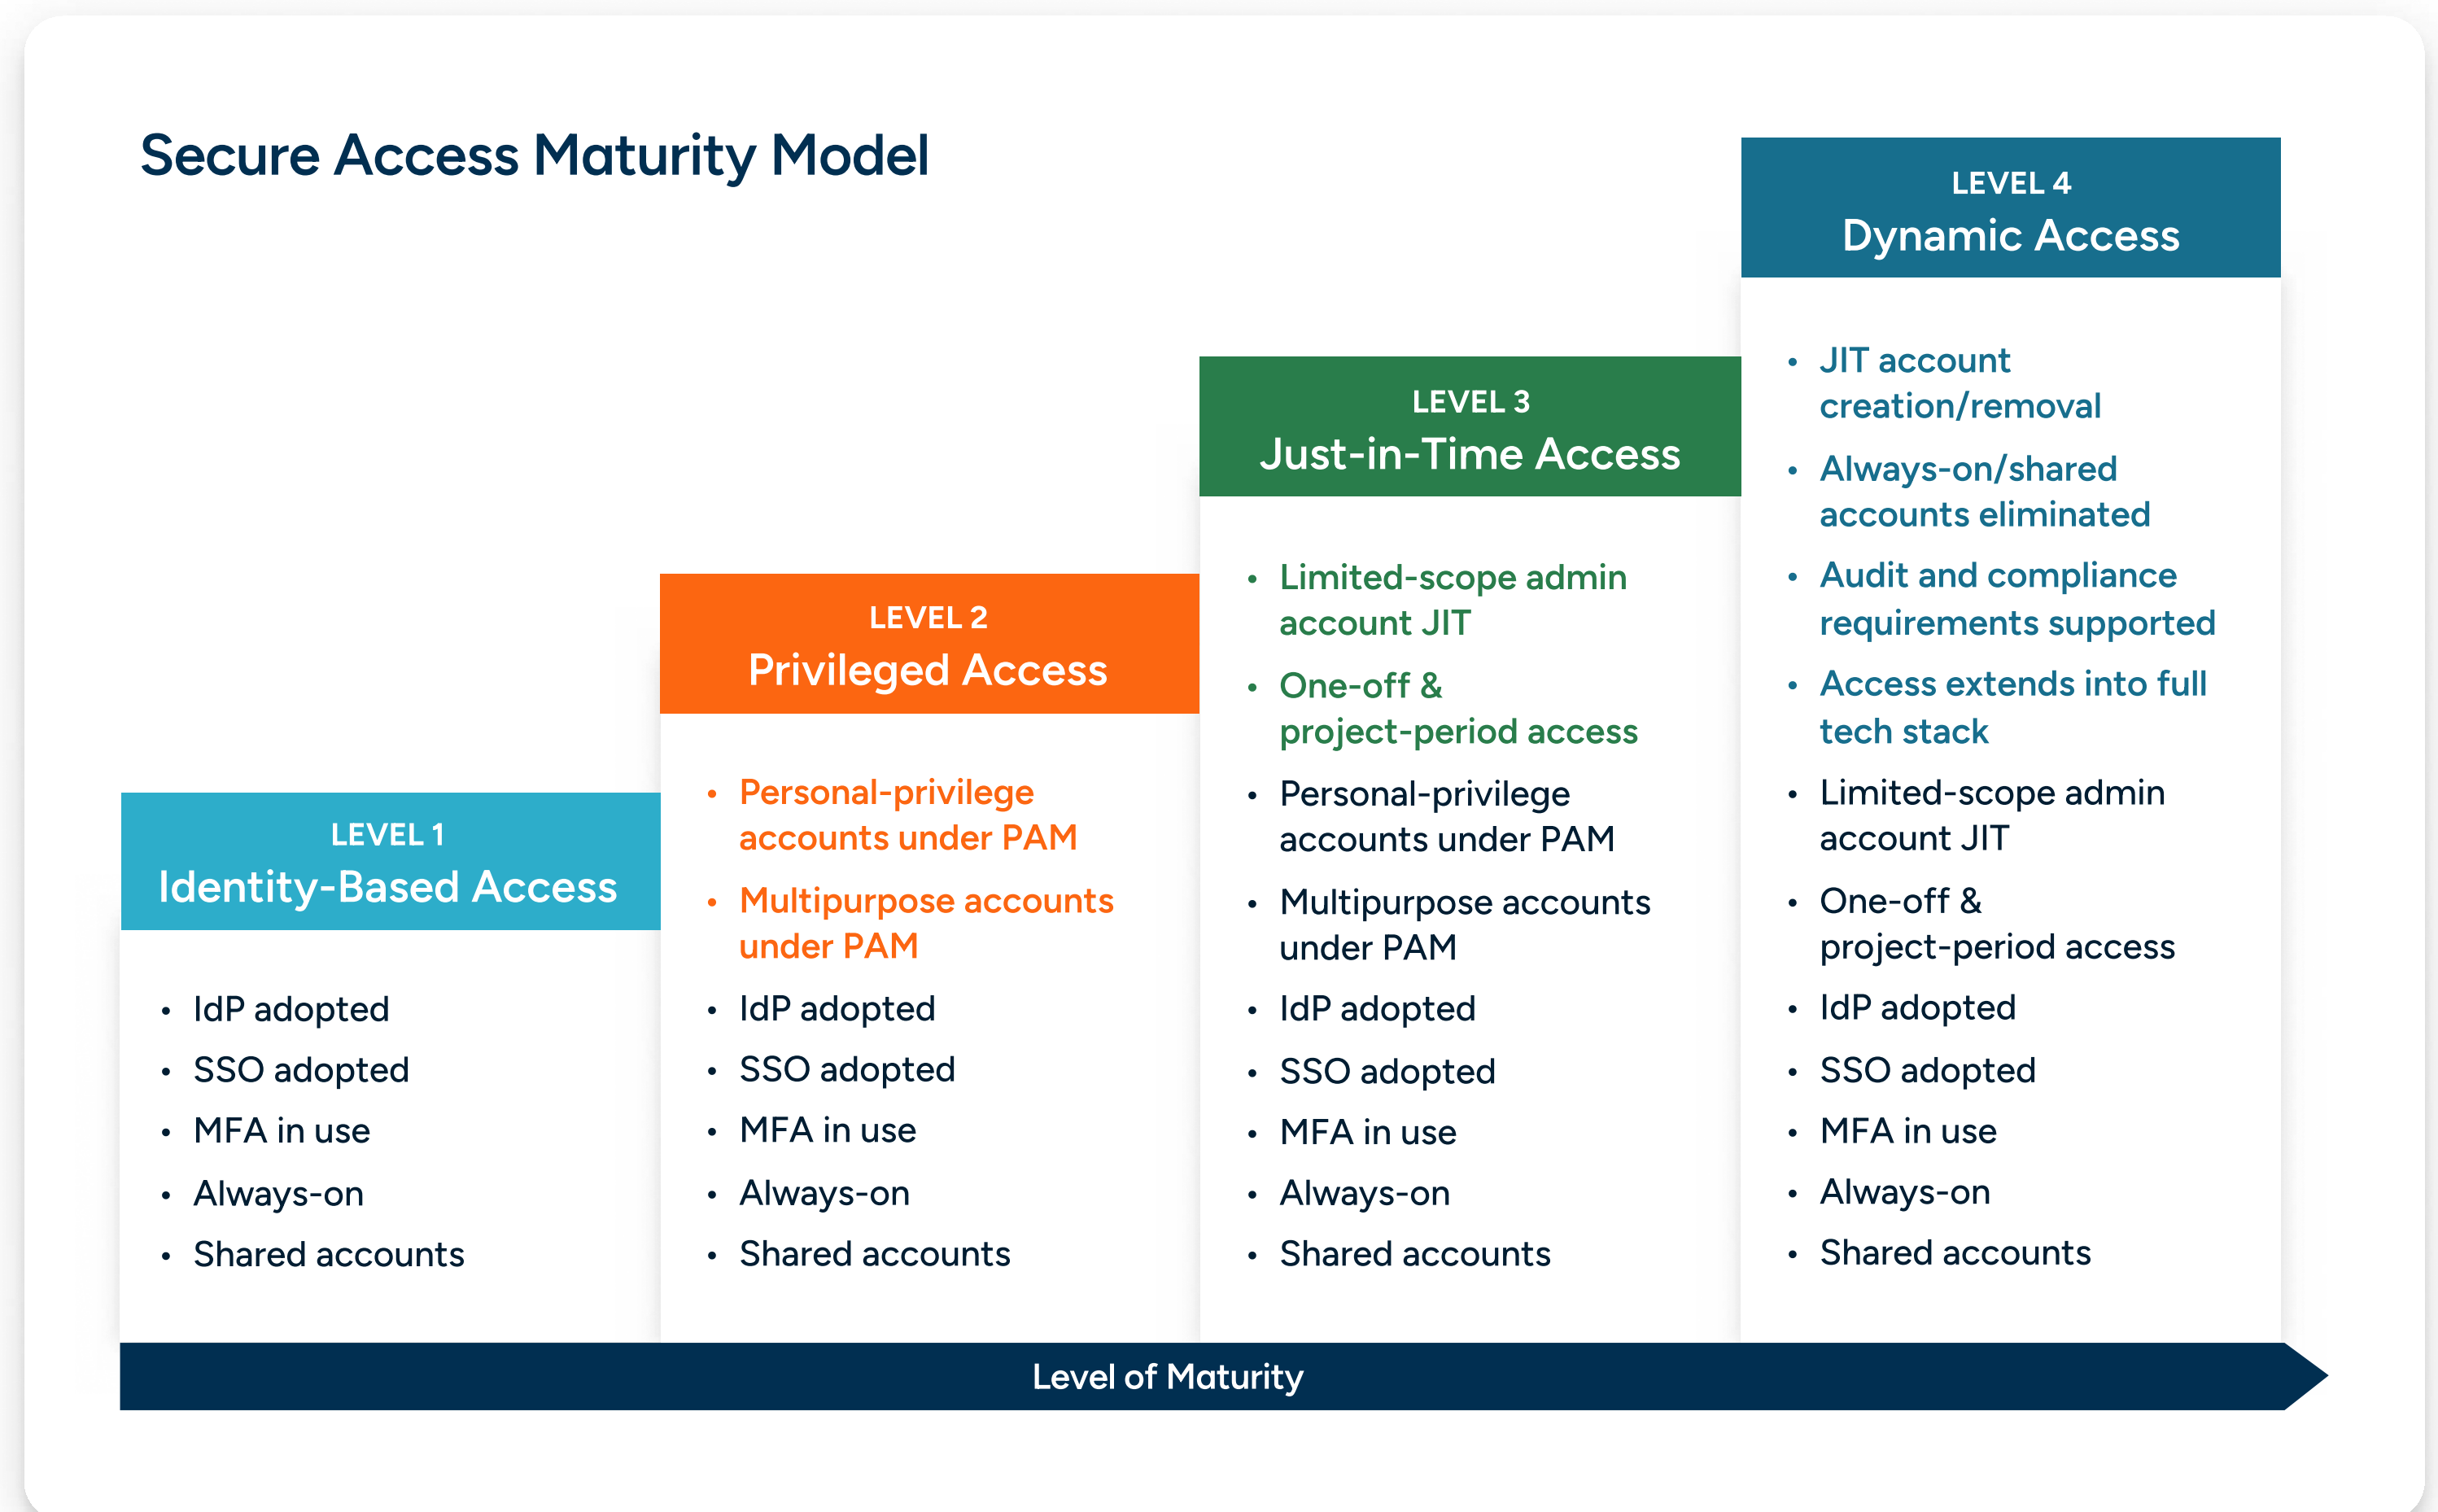 Secure Access Maturity Model
LEVEL 1
Identity-Based Access
• IdP adopted
• SSO adopted
• MFA in use
• Always-on
• Shared accounts
LEVEL 2
Privileged Access
• Personal-privilege
accounts under PAM
• Multipurpose accounts
under PAM
• IdP adopted
• SSO adopted
• MFA in use
• Always-on
• Shared accounts
LEVEL 3
Just-in-Time Access
• Limited-scope admin
account JIT
• One-off &
project-period access
• Personal-privilege
accounts under PAM
• Multipurpose accounts
under PAM
• IdP adopted
• SSO adopted
• MFA in use
• Always-on
• Shared accounts
LEVEL 4
Dynamic Access
• JIT account
creation/removal
• Always-on/shared
accounts eliminated
• Audit and compliance
requirements supported
• Access extends into full
tech stack
• Limited-scope admin
account JIT
• One-off &
project-period access
• IdP adopted
• SSO adopted
• MFA in use
• Always-on
• Shared accounts
Level of Maturity